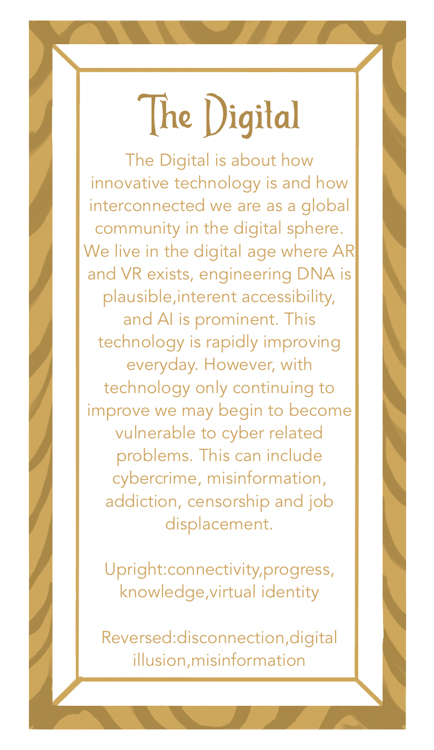 The Digital
The Digital is about how
innovative technology is and how
interconnected we are as a global
community in the digital sphere.
We live in the digital age where AR
and VR exists, engineering DNA is
plausible,interent accessibility,
and AI is prominent. This
technology is rapidly improving
everyday. However, with
technology only continuing to
improve we may begin to become
vulnerable to cyber related
problems. This can include
cybercrime, misinformation,
addiction, censorship and job
displacement.
Upright:connectivity,progress,
knowledge,virtual identity
Reversed:disconnection,digital
illusion,misinformation